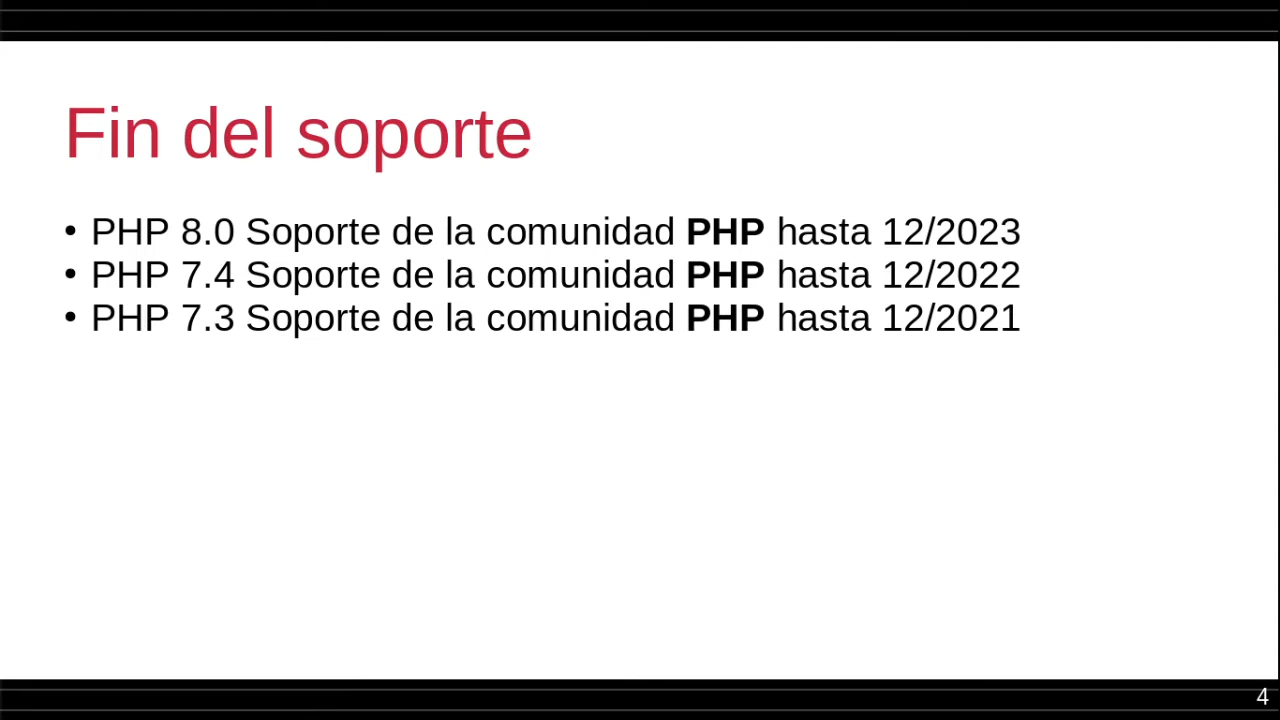 Fin del soporte
• PHP 8.0 Soporte de la comunidad PHP hasta 12/2023
• PHP 7.4 Soporte de la comunidad PHP hasta 12/2022
• PHP 7.3 Soporte de la comunidad PHP hasta 12/2021
4